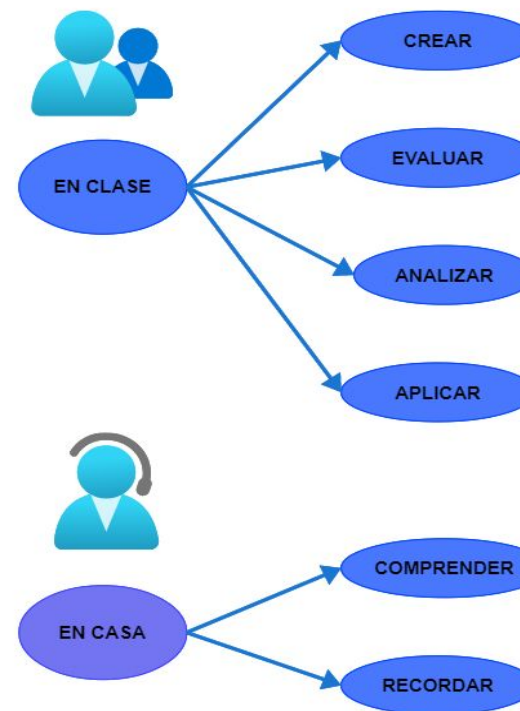 CREAR
EN CLASE
EVALUAR
ANALIZAR
APLICAR
COMPRENDER
EN CASA
RECORDAR